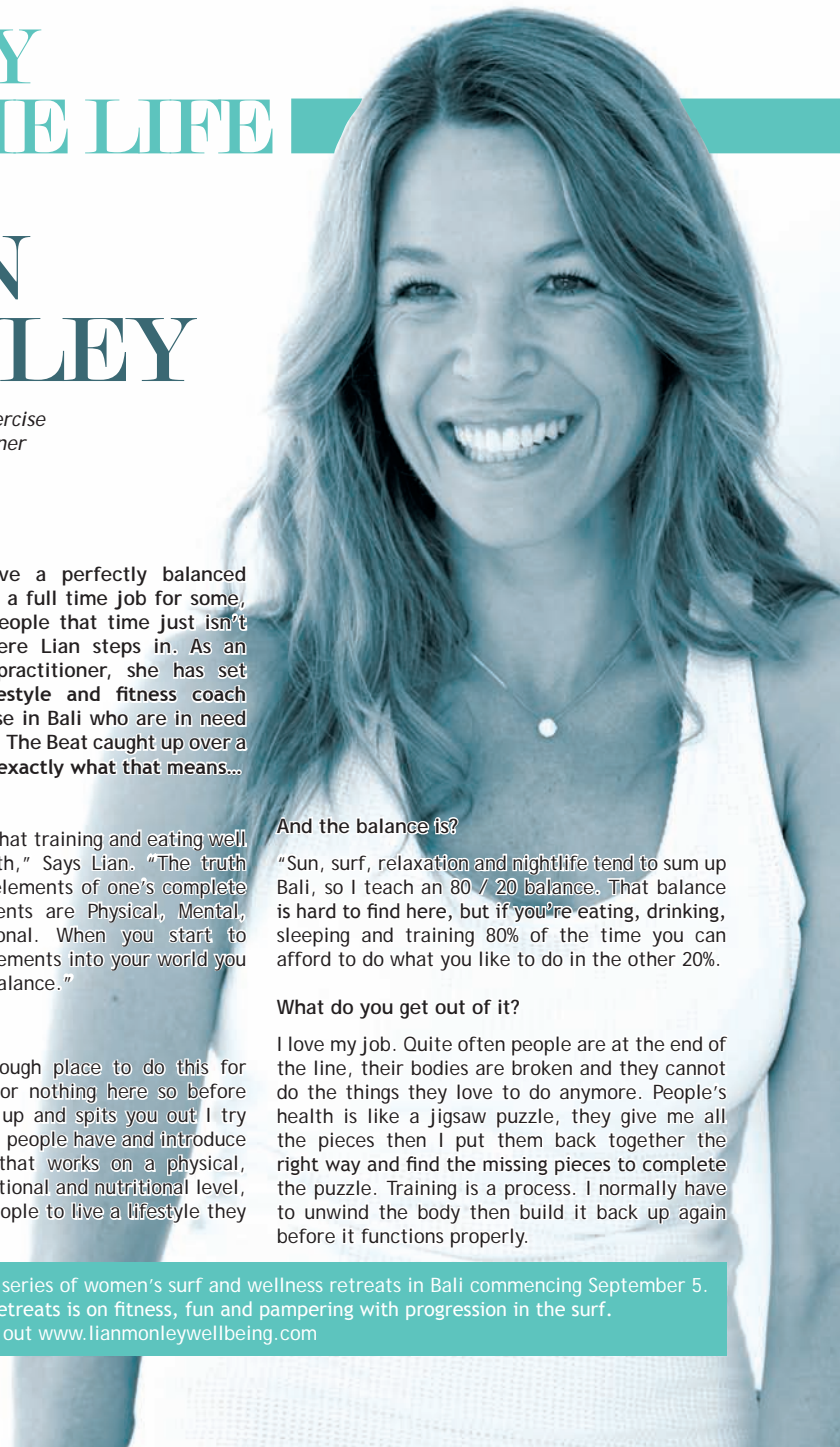 Y
IE LIFE
N
LEY
ercise
ner
ve a perfectly balanced
a full time job for some,
eople that time just isn't
ere Lian steps in. As an
practitioner, she has set
estyle and fitness coach
se in Bali who are in need
The Beat caught up over a
exactly what that means…
hat training and eating well
th," Says Lian. "The truth
elements of one's complete
ents are Physical, Mental,
onal. When you start to
ements into your world you
alance."
ough place to do this for
or nothing here so before
up and spits you out I try
people have and introduce
that works on a physical,
tional and nutritional level,
ople to live a lifestyle they
And the balance is?
"Sun, surf, relaxation and nightlife tend to sum up
Bali, so I teach an 80 / 20 balance. That balance
is hard to find here, but if you're eating, drinking,
sleeping and training 80% of the time you can
afford to do what you like to do in the other 20%.
What do you get out of it?
I love my job. Quite often people are at the end of
the line, their bodies are broken and they cannot
do the things they love to do anymore. People's
health is like a jigsaw puzzle, they give me all
the pieces then I put them back together the
right way and find the missing pieces to complete
the puzzle. Training is a process. I normally have
to unwind the body then build it back up again
before it functions properly.
series of women's surf and wellness retreats in Bali commencing September 5.
etreats is on fitness, fun and pampering with progression in the surf.
out www.lianmonleywellbeing.com